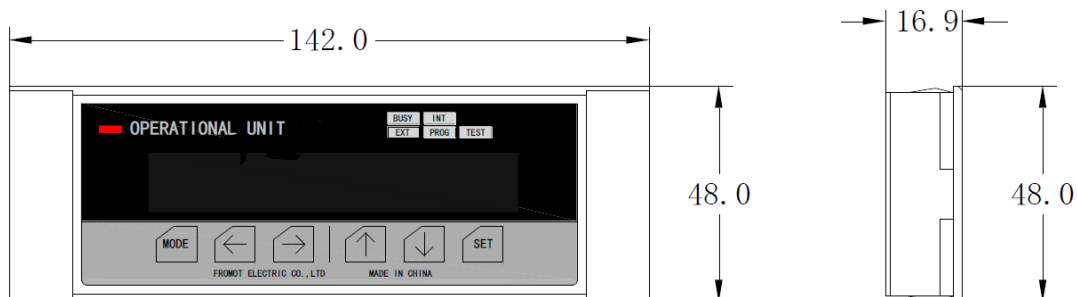 142.0
16.9
OPERATIONAL UNIT
BUSY INT
EXT PROG TEST
48.0
48.0
MODE
SET
FROMOT ELECTRIC CO.,LTD MADE IN CHINA